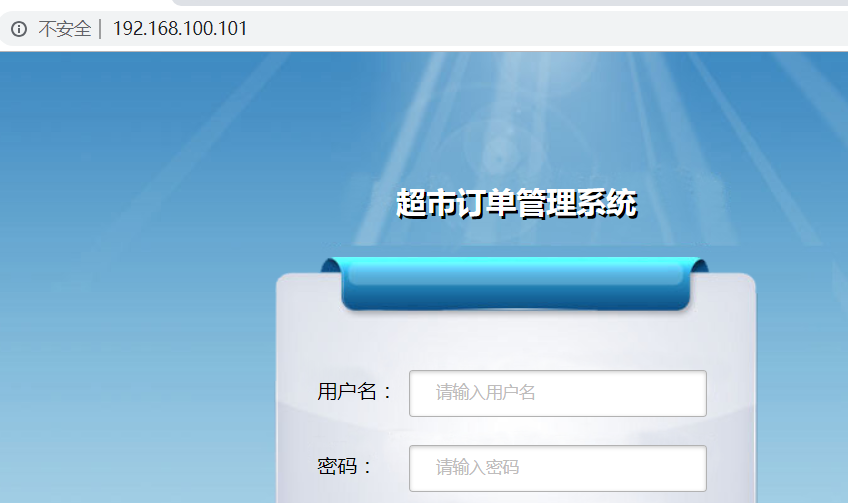 不安全 | 192.168.100.101
超市订单管理系统
用户名： 请输入用户名
密码： 请输入密码